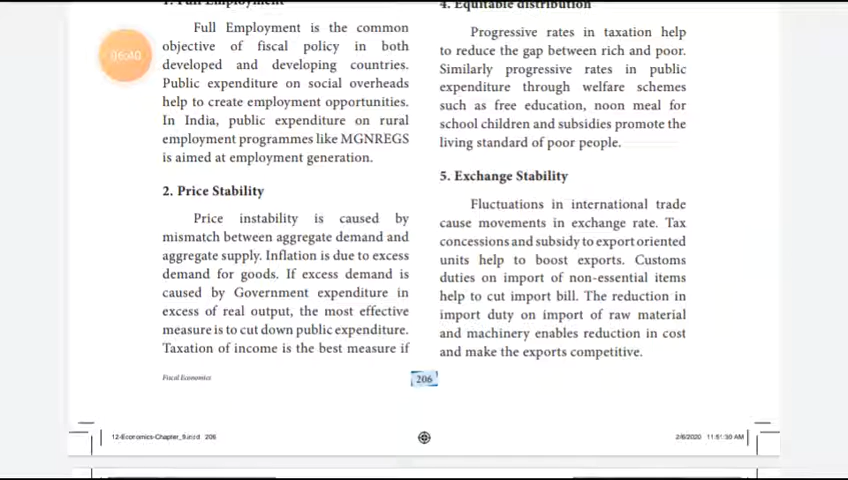 1. Full Employment
Full Employment is the common
objective of fiscal policy in both
developed and developing countries.
Public expenditure on social overheads
help to create employment opportunities.
In India, public expenditure on rural
employment programmes like MGNREGS
is aimed at employment generation.
2. Price Stability
Price instability is caused by
mismatch between aggregate demand and
aggregate supply. Inflation is due to excess
demand for goods. If excess demand is
caused by Government expenditure in
excess of real output, the most effective
measure is to cut down public expenditure.
Taxation of income is the best measure if
4. Equitable distribution
Progressive rates in taxation help
to reduce the gap between rich and poor.
Similarly progressive rates in public
expenditure through welfare schemes
such as free education, noon meal for
school children and subsidies promote the
living standard of poor people.
5. Exchange Stability
Fluctuations in international trade
cause movements in exchange rate. Tax
concessions and subsidy to export oriented
units help to boost exports. Customs
duties on import of non-essential items
help to cut import bill. The reduction in
import duty on import of raw material
and machinery enables reduction in cost
and make the exports competitive.
Fiscal Economics
206
12-Economics-Chapter_9.indd 206
2/6/2020 11:51:30 AM
06:40